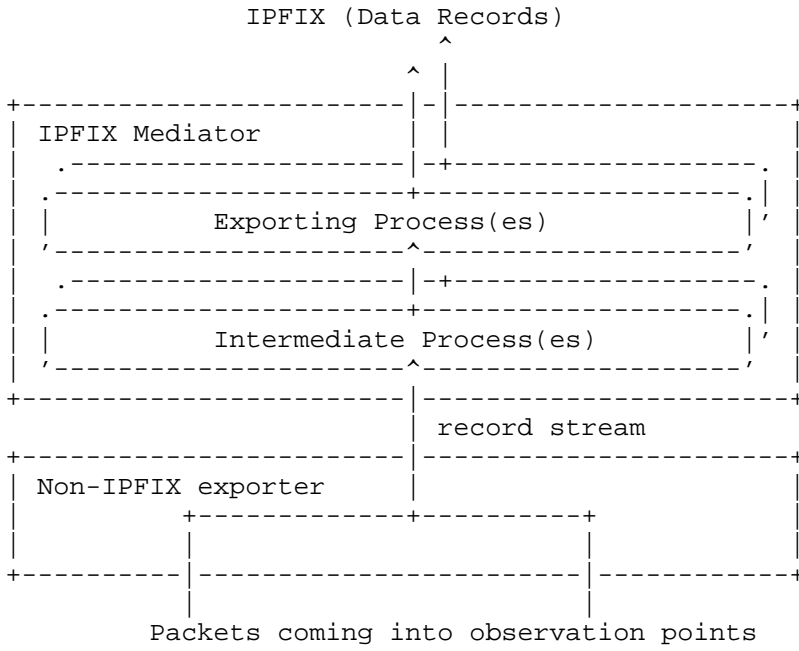 IPFIX (Data Records)
IPFIX Mediator
Exporting Process(es)
Intermediate Process(es)
record stream
Non-IPFIX exporter
Packets coming into observation points